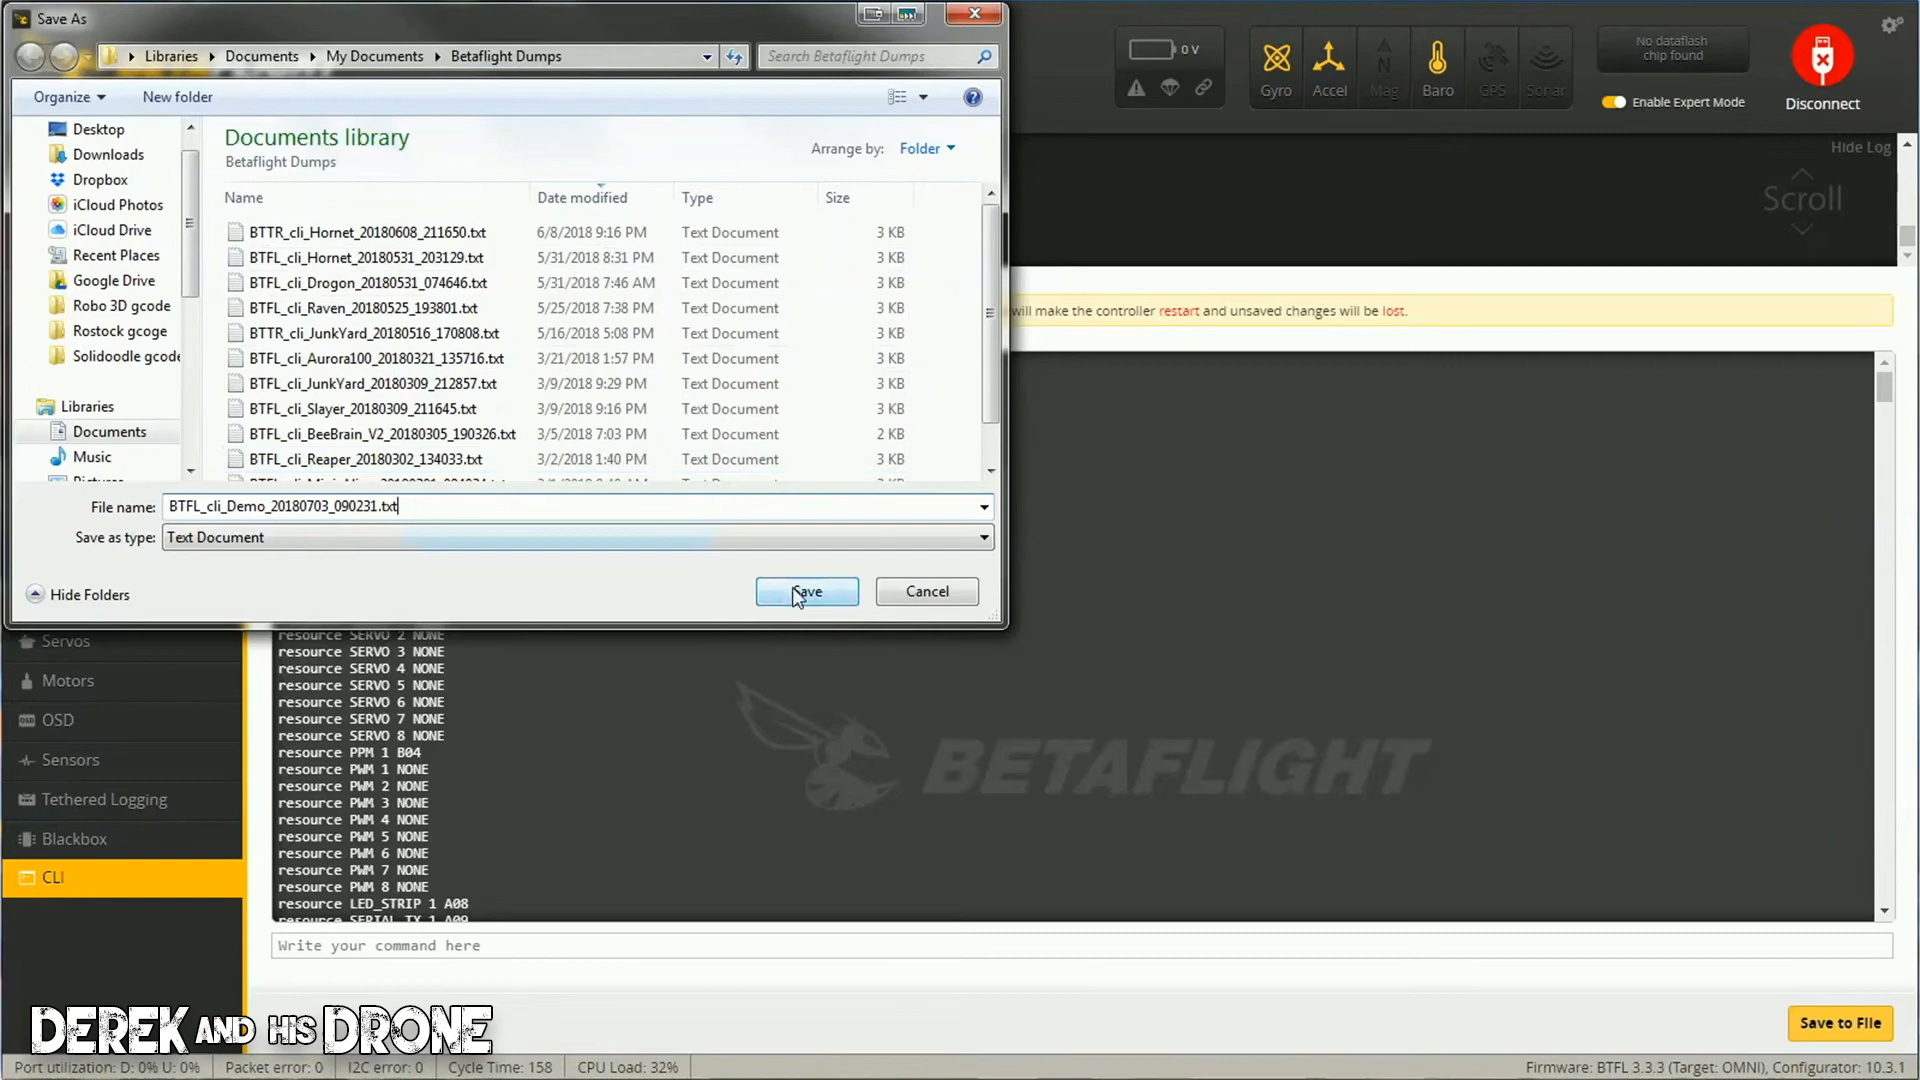 Save As
Libraries
Documents
My Documents
Betaflight Dumps
Search Betaflight Dumps
Organize
New folder
Desktop
Downloads
Dropbox
iCloud Photos
iCloud Drive
Recent Places
Google Drive
Robo 3D gcode
Rostock gcoge
Solidoodle gcode
Libraries
Documents
Music
Documents library
Betaflight Dumps
Arrange by: Folder
Name Date modified Type Size
BTTR_cli_Hornet_20180608_211650.txt 6/8/2018 9:16 PM Text Document 3 KB
BTFL_cli_Hornet_20180531_203129.txt 5/31/2018 8:31 PM Text Document 3 KB
BTFL_cli_Drogon_20180531_074646.txt 5/31/2018 7:46 AM Text Document 3 KB
BTFL_cli_Raven_20180525_193801.txt 5/25/2018 7:38 PM Text Document 3 KB
BTTR_cli_JunkYard_20180516_170808.txt 5/16/2018 5:08 PM Text Document 3 KB
BTFL_cli_Aurora100_20180321_135716.txt 3/21/2018 1:57 PM Text Document 3 KB
BTFL_cli_JunkYard_20180309_212857.txt 3/9/2018 9:29 PM Text Document 3 KB
BTFL_cli_Slayer_20180309_211645.txt 3/9/2018 9:16 PM Text Document 3 KB
BTFL_cli_BeeBrain_V2_20180305_190326.txt 3/5/2018 7:03 PM Text Document 2 KB
BTFL_cli_Reaper_20180302_134033.txt 3/2/2018 1:40 PM Text Document 3 KB
File name: BTFL_cli_Demo_20180703_090231.txt
Save as type: Text Document
Hide Folders
Save
Cancel
0 V
Gyro
Accel
Mag
Baro
GPS
Sonar
No dataflash
chip found
Enable Expert Mode
Disconnect
Hide Log
Scroll
will make the controller restart and unsaved changes will be lost.
Servos
Motors
OSD
Sensors
Tethered Logging
Blackbox
CLI
resource SERVO 2 NONE
resource SERVO 3 NONE
resource SERVO 4 NONE
resource SERVO 5 NONE
resource SERVO 6 NONE
resource SERVO 7 NONE
resource SERVO 8 NONE
resource PPM 1 B04
resource PWM 1 NONE
resource PWM 2 NONE
resource PWM 3 NONE
resource PWM 4 NONE
resource PWM 5 NONE
resource PWM 6 NONE
resource PWM 7 NONE
resource PWM 8 NONE
resource LED_STRIP 1 A08
resource SERIAL_TX 1 A09
BETAFLIGHT
Write your command here
Save to File
DEREK AND HIS DRONE
Port utilization: D: 0% U: 0%
Packet error: 0
I2C error: 0
Cycle Time: 158
CPU Load: 32%
Firmware: BTFL 3.3.3 (Target: OMNI), Configurator: 10.3.1